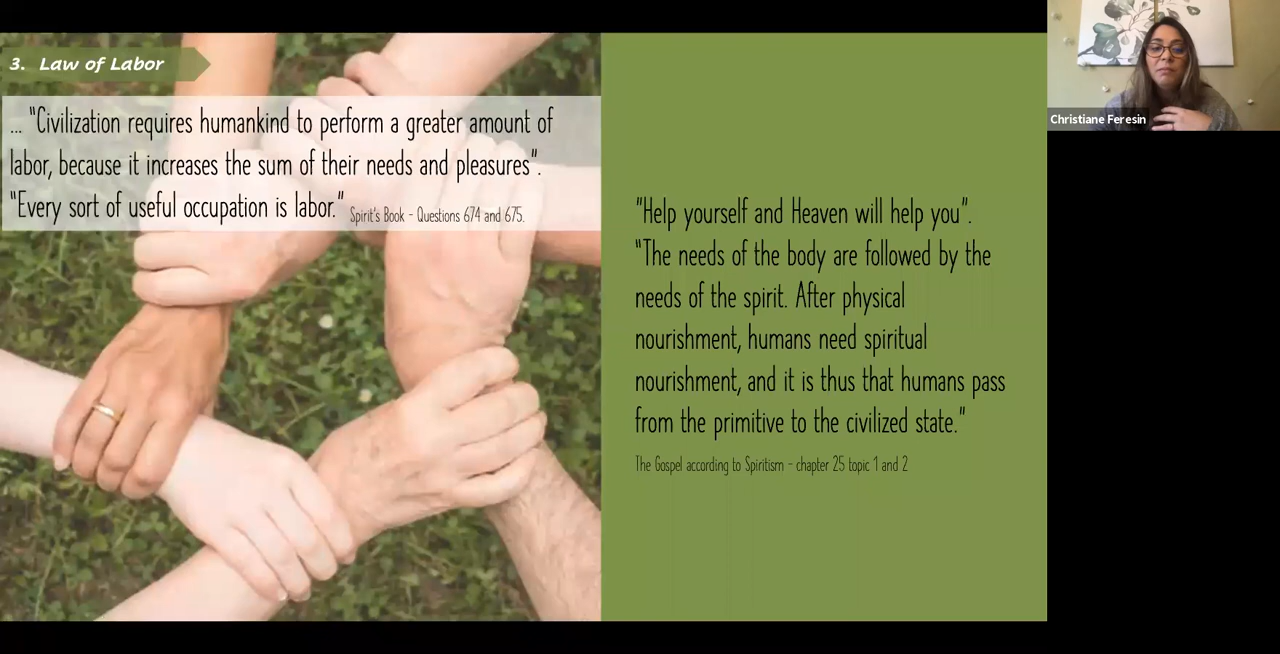 3. Law of Labor
... "Civilization requires humankind to perform a greater amount of
labor, because it increases the sum of their needs and pleasures".
"Every sort of useful occupation is labor." Spirit's Book - Questions 674 and 675.
"Help yourself and Heaven will help you".
"The needs of the body are followed by the
needs of the spirit. After physical
nourishment, humans need spiritual
nourishment, and it is thus that humans pass
from the primitive to the civilized state."
The Gospel according to Spiritism - chapter 25 topic 1 and 2
Christiane Feresin